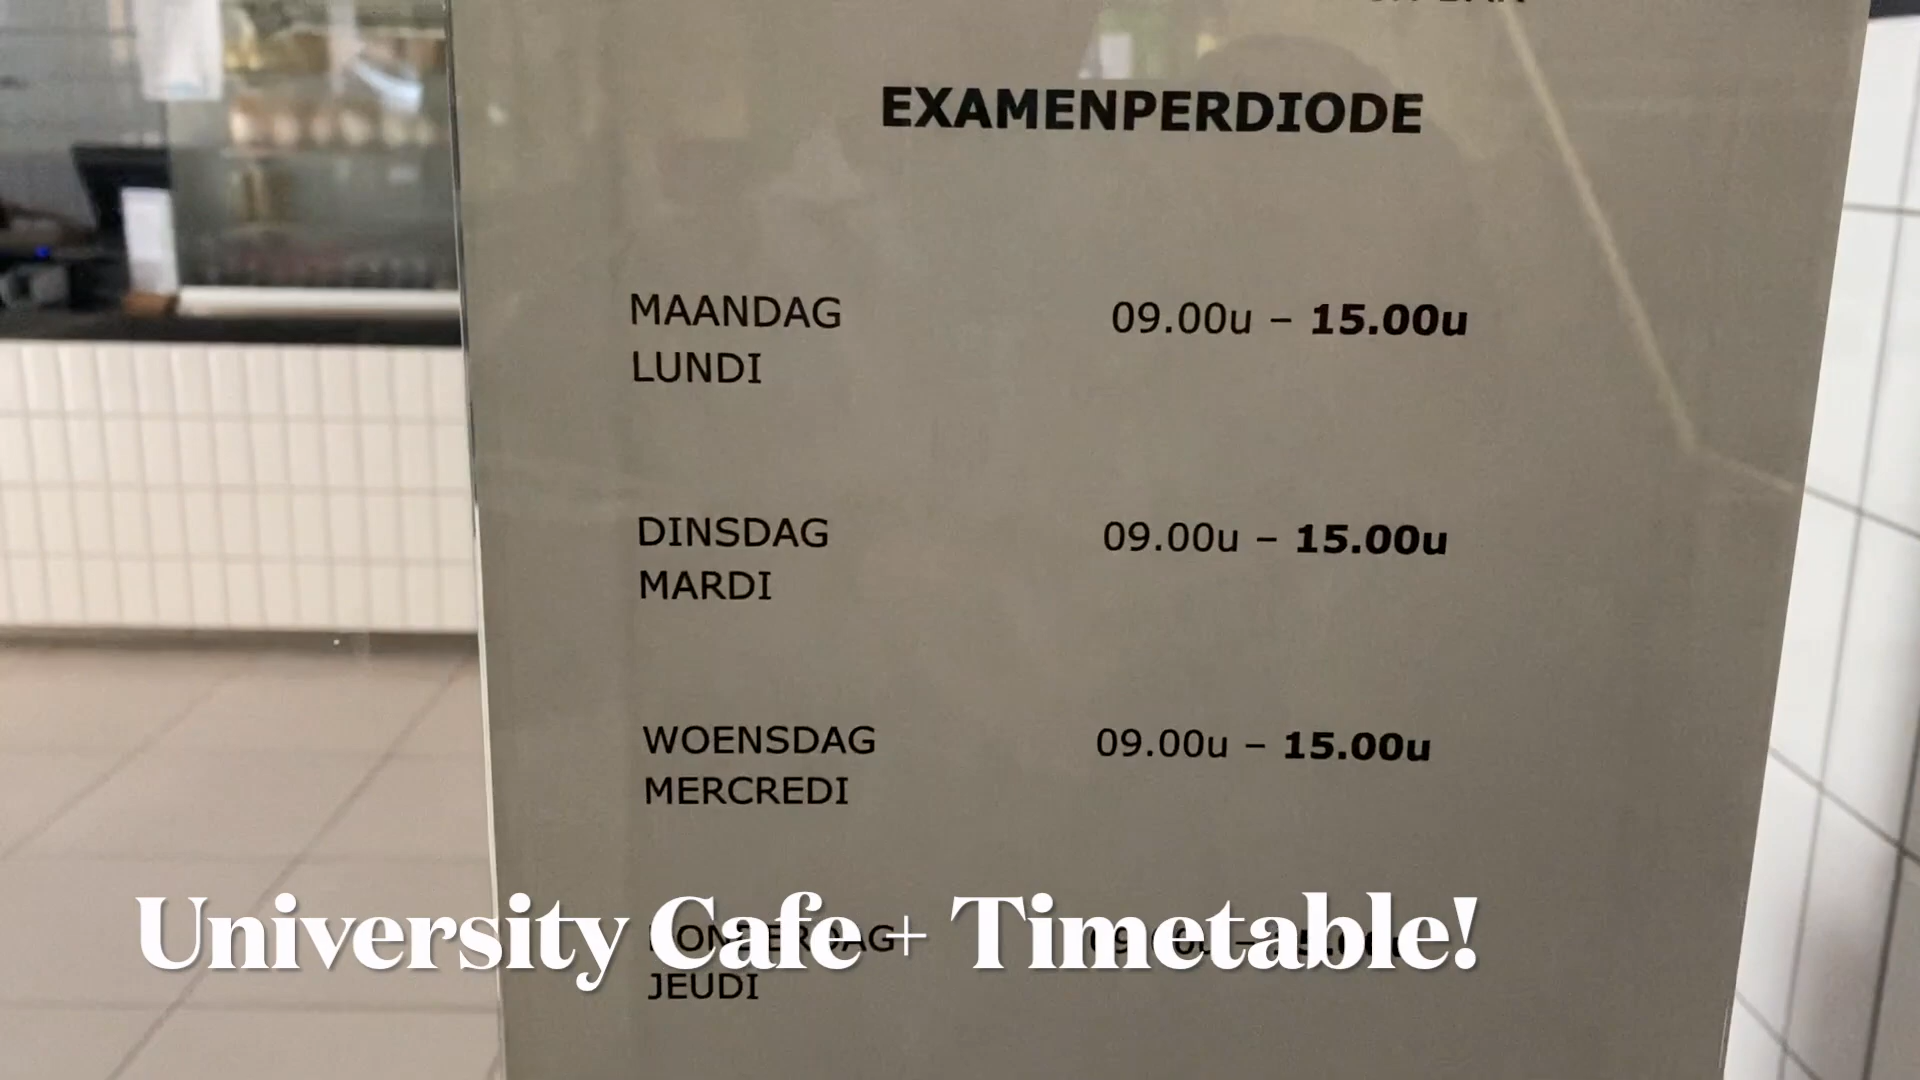 EXAMENPERDIODE
MAANDAG 09.00u – 15.00u
LUNDI
DINSDAG 09.00u – 15.00u
MARDI
WOENSDAG 09.00u – 15.00u
MERCREDI
University Cafe + Timetable!
JEUDI